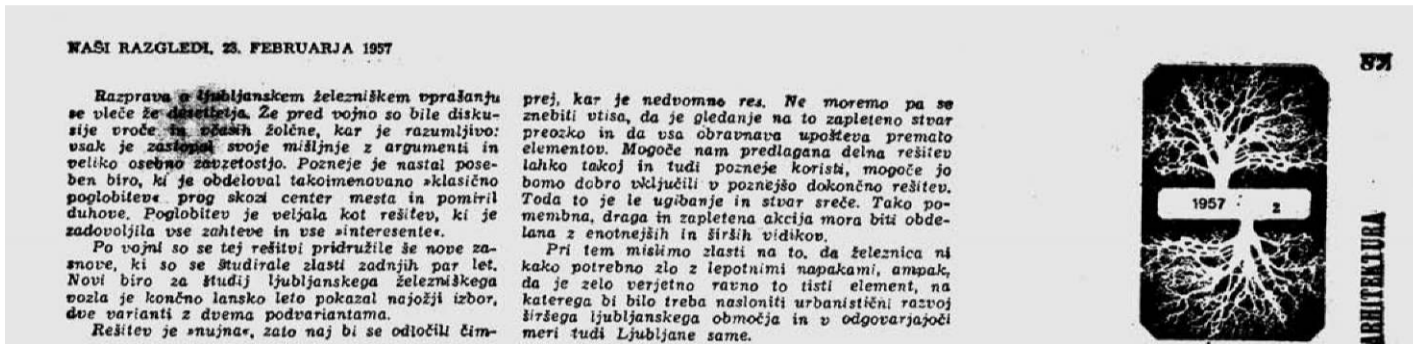 NAŠI RAZGLEDI, 23. FEBRUARJA 1957
Razprava o ljubljanskem železniškem vprašanju
se vleče že desetletja. Že pred vojno so bile disku-
sije vroče in včasih žolčne, kar je razumljivo:
vsak je zastopal svoje mišljnje z argumenti in
veliko osebno zavzetostjo. Pozneje je nastal pose-
ben biro, ki je obdeloval takoimenovano »klasično
poglobitev« prog skozi center mesta in pomiril
duhove. Poglobitev je veljala kot rešitev, ki je
zadovoljila vse zahteve in vse »interesente«.
Po vojni so se tej rešitvi pridružile še nove za-
snove, ki so se študirale zlasti zadnjih par let.
Novi biro za študij ljubljanskega železniškega
vozla je končno lansko leto pokazal najožji izbor,
dve varianti z dvema podvariantama.
Rešitev je »nujna«, zato naj bi se odločili čim-
prej, kar je nedvomno res. Ne moremo pa se
znebiti vtisa, da je gledanje na to zapleteno stvar
preozko in da vsa obravnava upošteva premalo
elementov. Mogoče nam predlagana delna rešitev
lahko takoj in tudi pozneje koristi, mogoče jo
bomo dobro vključili v poznejšo dokončno rešitev.
Toda to je le ugibanje in stvar sreče. Tako po-
membna, draga in zapletena akcija mora biti obde-
lana z enotnejših in širših vidikov.
Pri tem mislimo zlasti na to, da železnica ni
kako potrebno zlo z lepotnimi napakami, ampak,
da je zelo verjetno ravno to tisti element, na
katerega bi bilo treba nasloniti urbanistični razvoj
širšega ljubljanskega območja in v odgovarjajoči
meri tudi Ljubljane same.
1957 2
ARHITEKTURA